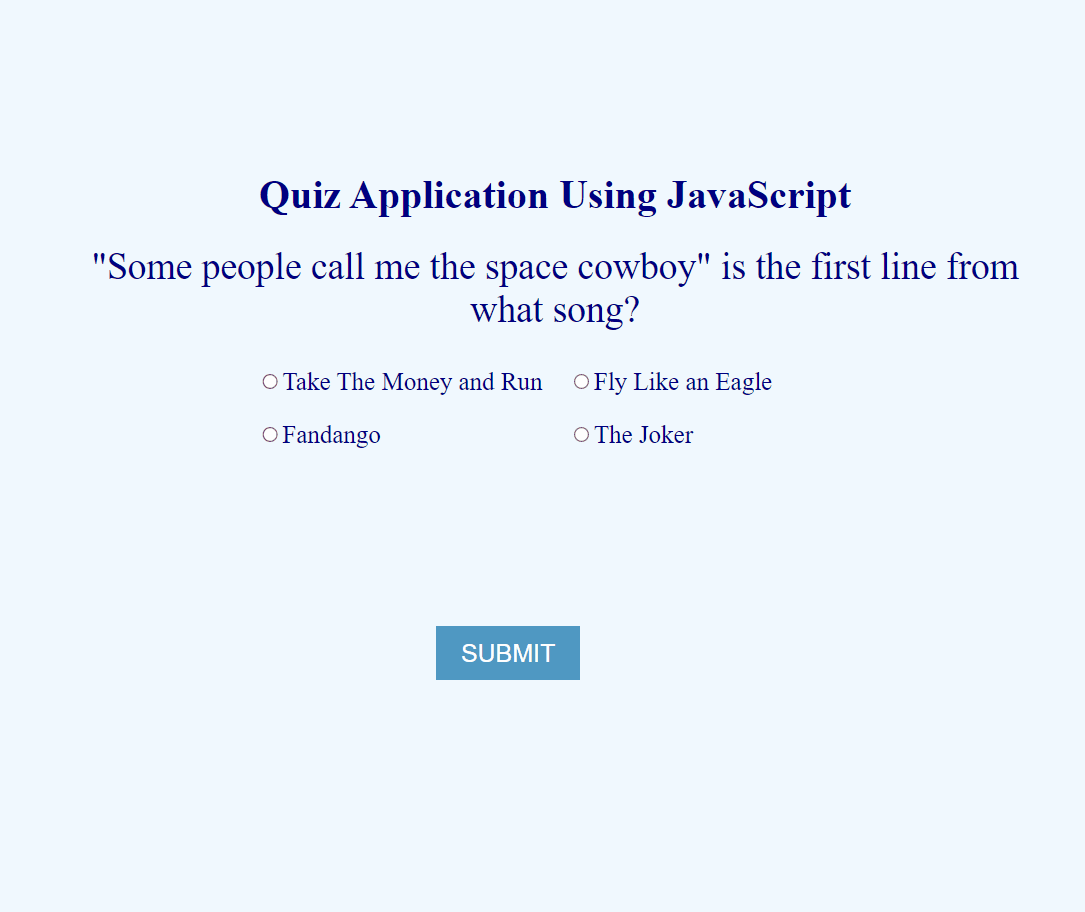 Quiz Application Using JavaScript
"Some people call me the space cowboy" is the first line from
what song?
Take The Money and Run Fly Like an Eagle
Fandango The Joker
SUBMIT